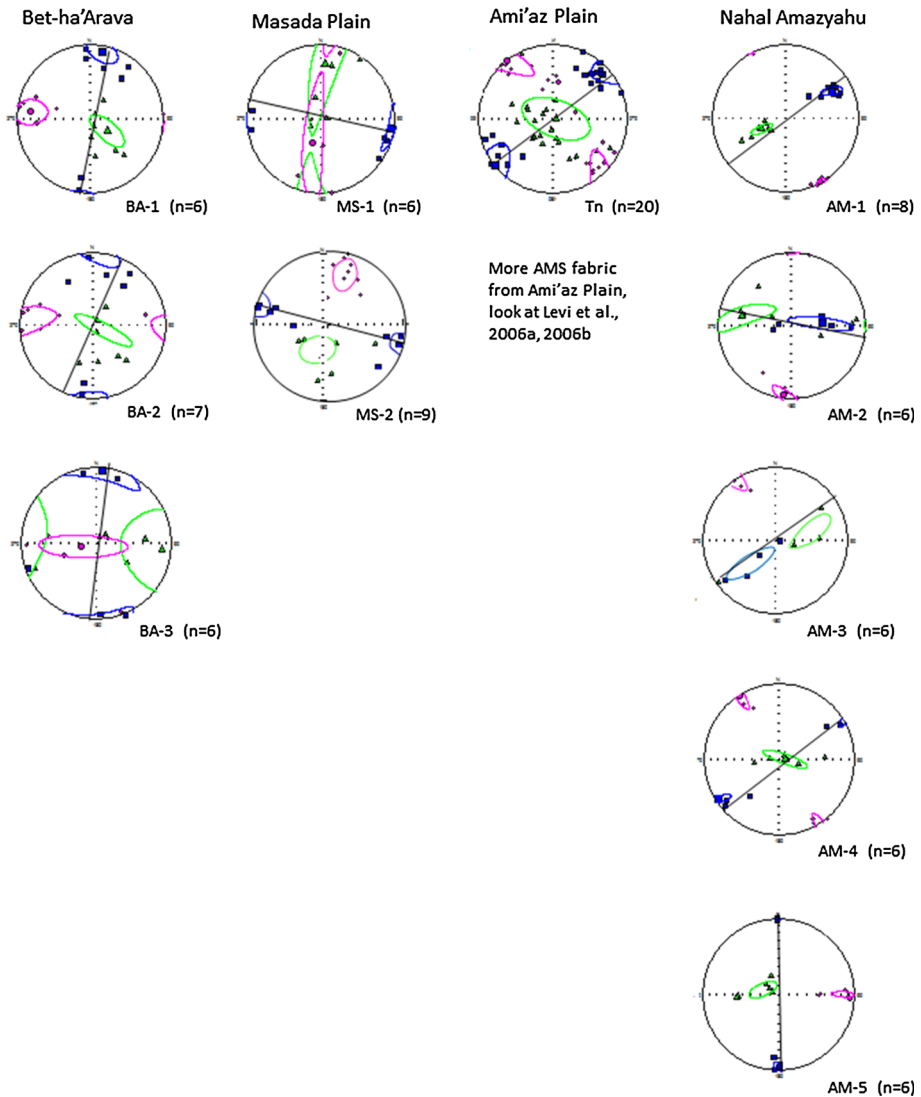 Bet-ha'Arava
Masada Plain
Ami'az Plain
Nahal Amazyahu
BA-1 (n=6)
MS-1 (n=6)
Tn (n=20)
AM-1 (n=8)
BA-2 (n=7)
MS-2 (n=9)
More AMS fabric
from Ami'az Plain,
look at Levi et al.,
2006a, 2006b
AM-2 (n=6)
BA-3 (n=6)
AM-3 (n=6)
AM-4 (n=6)
AM-5 (n=6)